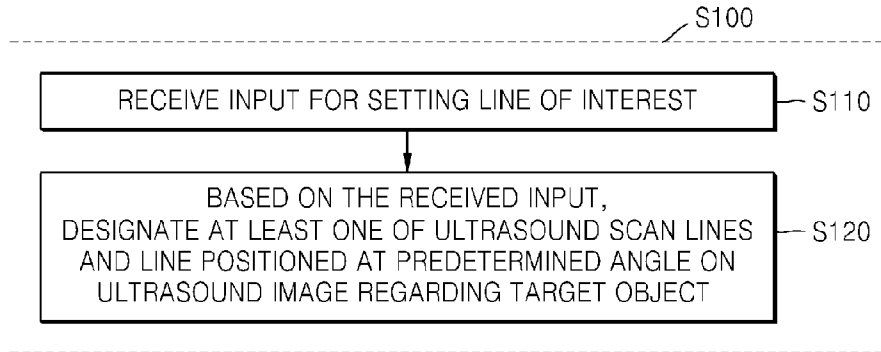 S100
RECEIVE INPUT FOR SETTING LINE OF INTEREST
S110
BASED ON THE RECEIVED INPUT,
DESIGNATE AT LEAST ONE OF ULTRASOUND SCAN LINES
AND LINE POSITIONED AT PREDETERMINED ANGLE ON
ULTRASOUND IMAGE REGARDING TARGET OBJECT
S120